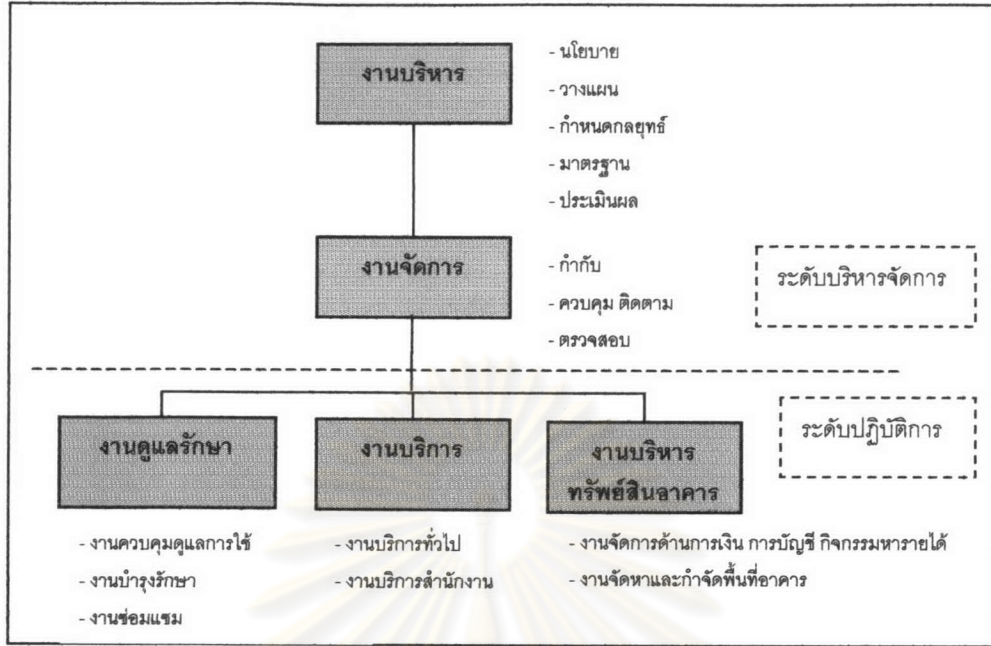 งานบริหาร
- นโยบาย
- วางแผน
- กำหนดกลยุทธ์
- มาตรฐาน
- ประเมินผล
งานจัดการ
- กำกับ
- ควบคุม ติดตาม
- ตรวจสอบ
ระดับบริหารจัดการ
ระดับปฏิบัติการ
งานดูแลรักษา
- งานควบคุมดูแลการใช้
- งานบำรุงรักษา
- งานซ่อมแซม
งานบริการ
- งานบริการทั่วไป
- งานบริการสำนักงาน
งานบริหาร
ทรัพย์สินอาคาร
- งานจัดการด้านการเงิน การบัญชี กิจกรรมหารายได้
- งานจัดหาและกำจัดพื้นที่อาคาร